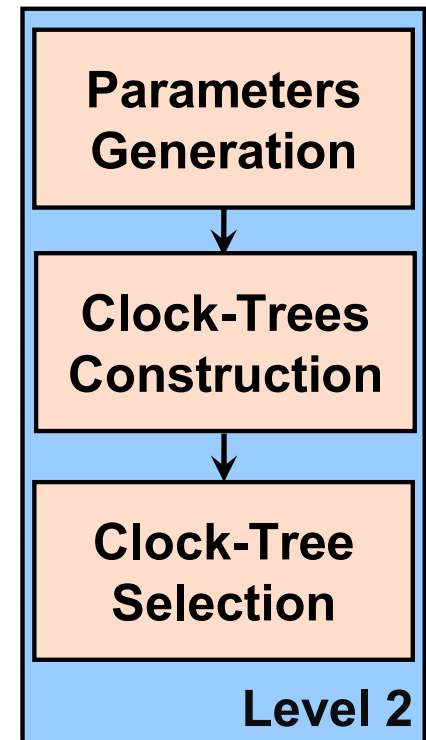 Parameters
Generation
Clock-Trees
Construction
Clock-Tree
Selection
Level 2